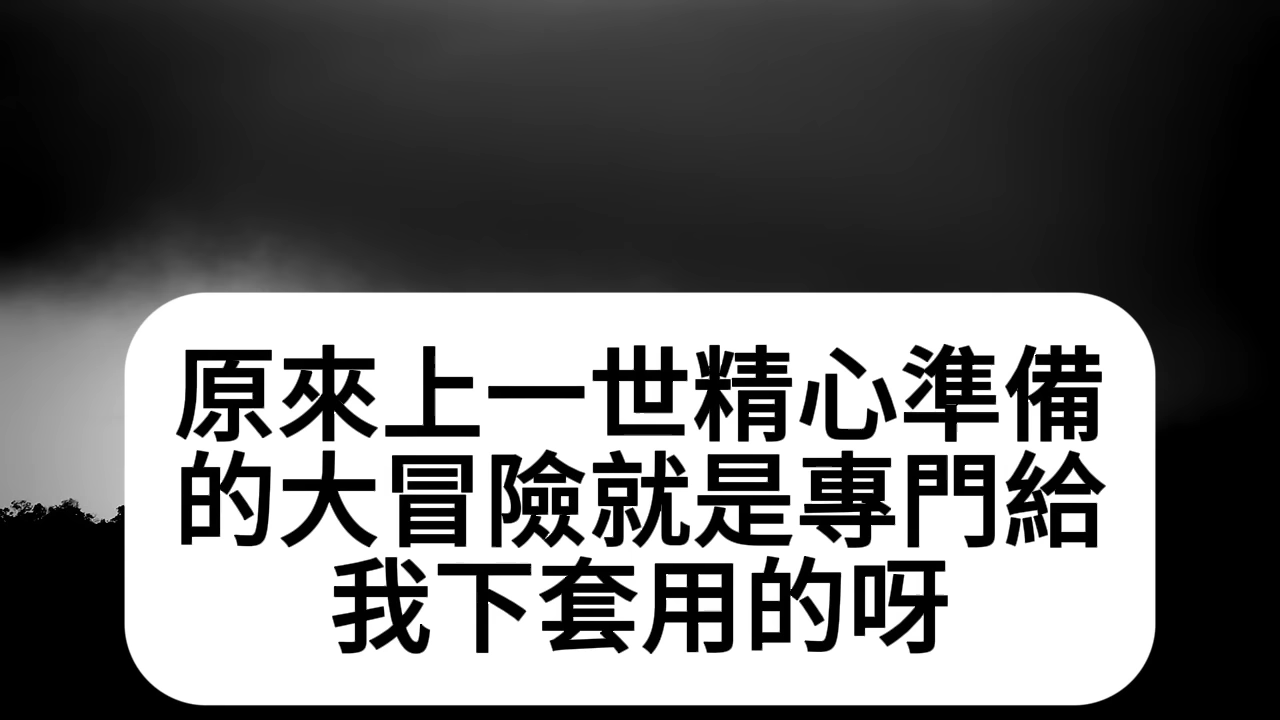 原來上一世精心準備
的大冒險就是專門給
我下套用的呀